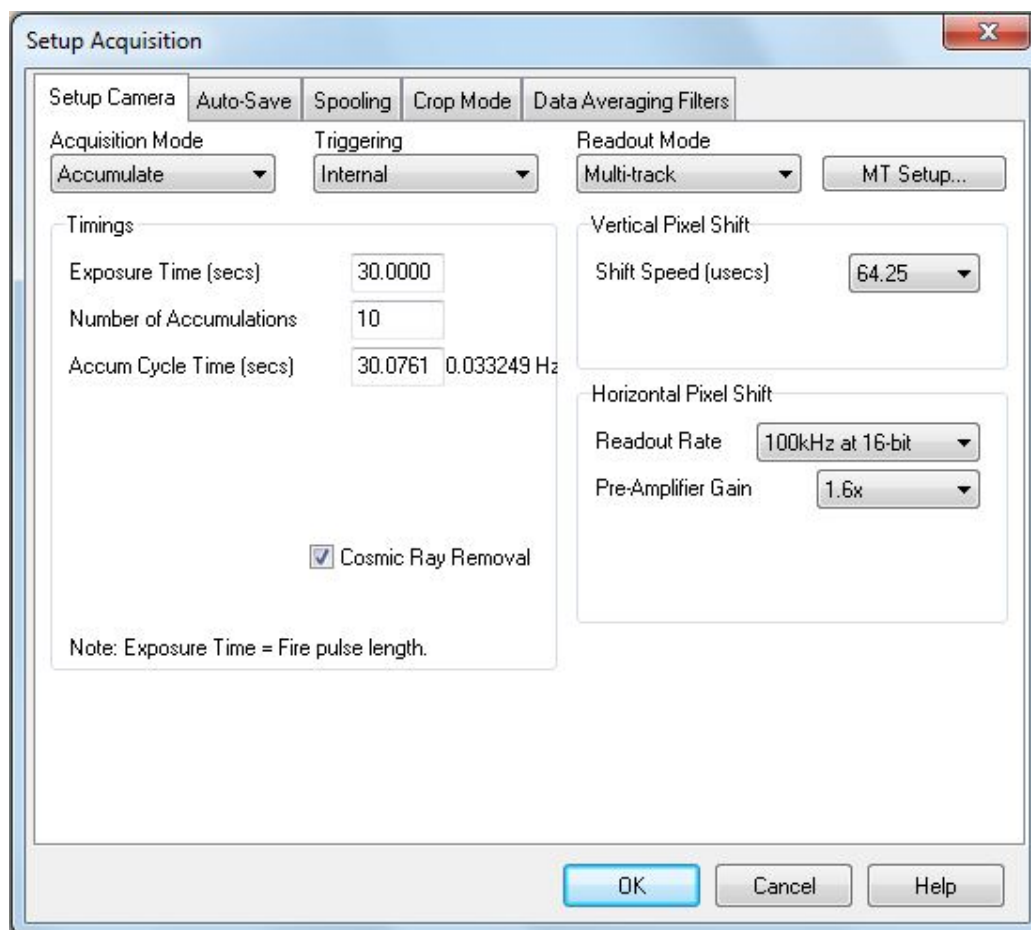 Setup Acquisition
Setup Camera Auto-Save Spooling Crop Mode Data Averaging Filters
Acquisition Mode Triggering Readout Mode
Accumulate Internal Multi-track MT Setup...
Timings
Exposure Time (secs) 30.0000
Number of Accumulations 10
Accum Cycle Time (secs) 30.0761 0.033249 Hz
Cosmic Ray Removal
Note: Exposure Time = Fire pulse length.
Vertical Pixel Shift
Shift Speed (usecs) 64.25
Horizontal Pixel Shift
Readout Rate 100kHz at 16-bit
Pre-Amplifier Gain 1.6x
OK Cancel Help